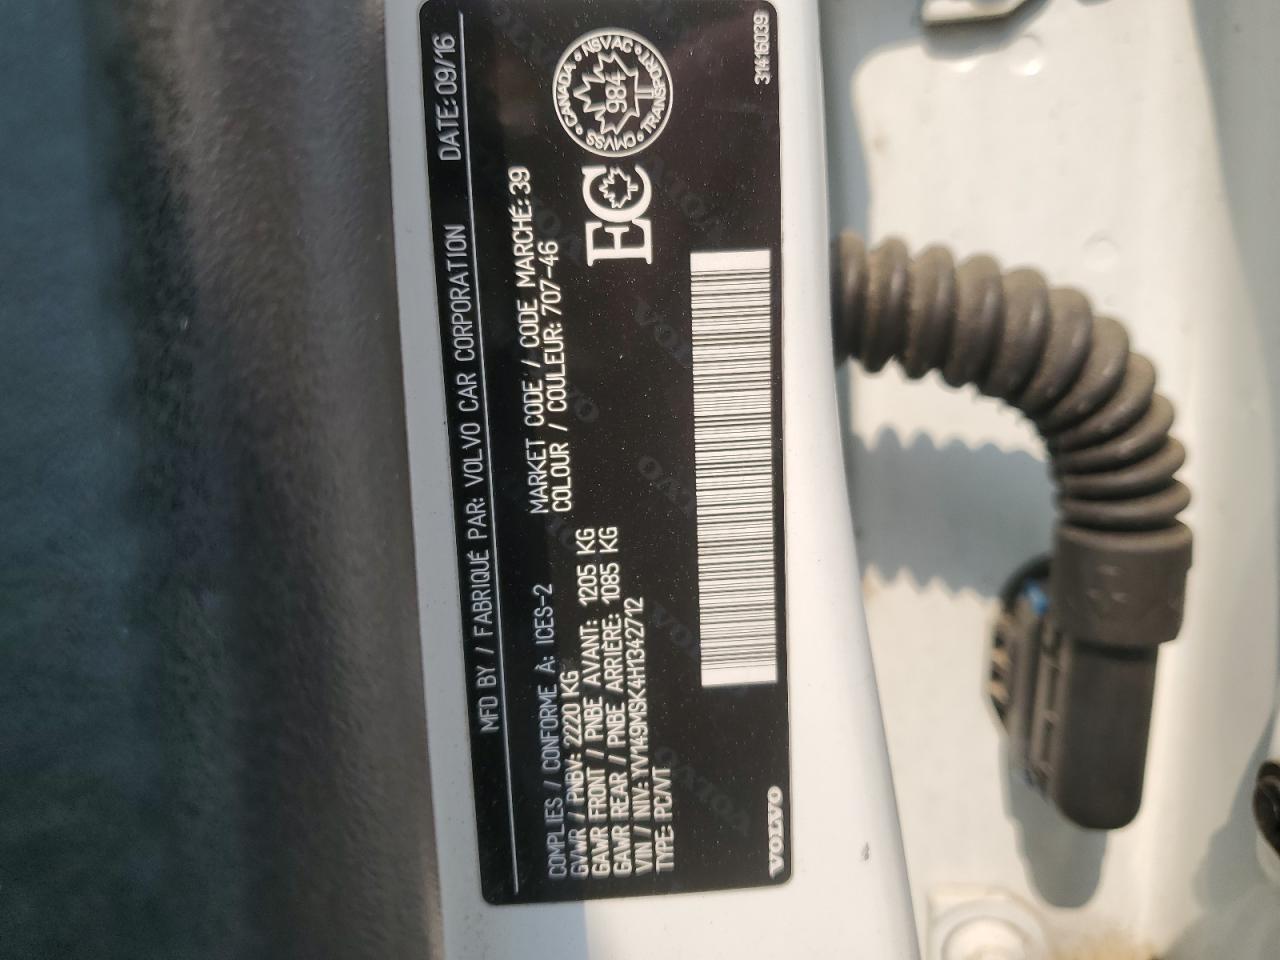 MFD BY / FABRIQUÉ PAR: VOLVO CAR CORPORATION DATE: 09/16
COMPLIES / CONFORME À: ICES-2
GVWR / PNBV: 2220 KG
GAWR FRONT / PNBE AVANT: 1205 KG
GAWR REAR / PNBE ARRIÈRE: 1085 KG
VIN / NIV: YV149MSK4H1342712
TYPE: PC/VT
MARKET CODE / CODE MARCHÉ: 39
COLOUR / COULEUR: 707-46
EC
CANADA • NSVAC • TRANSPORT • CMVSS
984
VOLVO
31416039